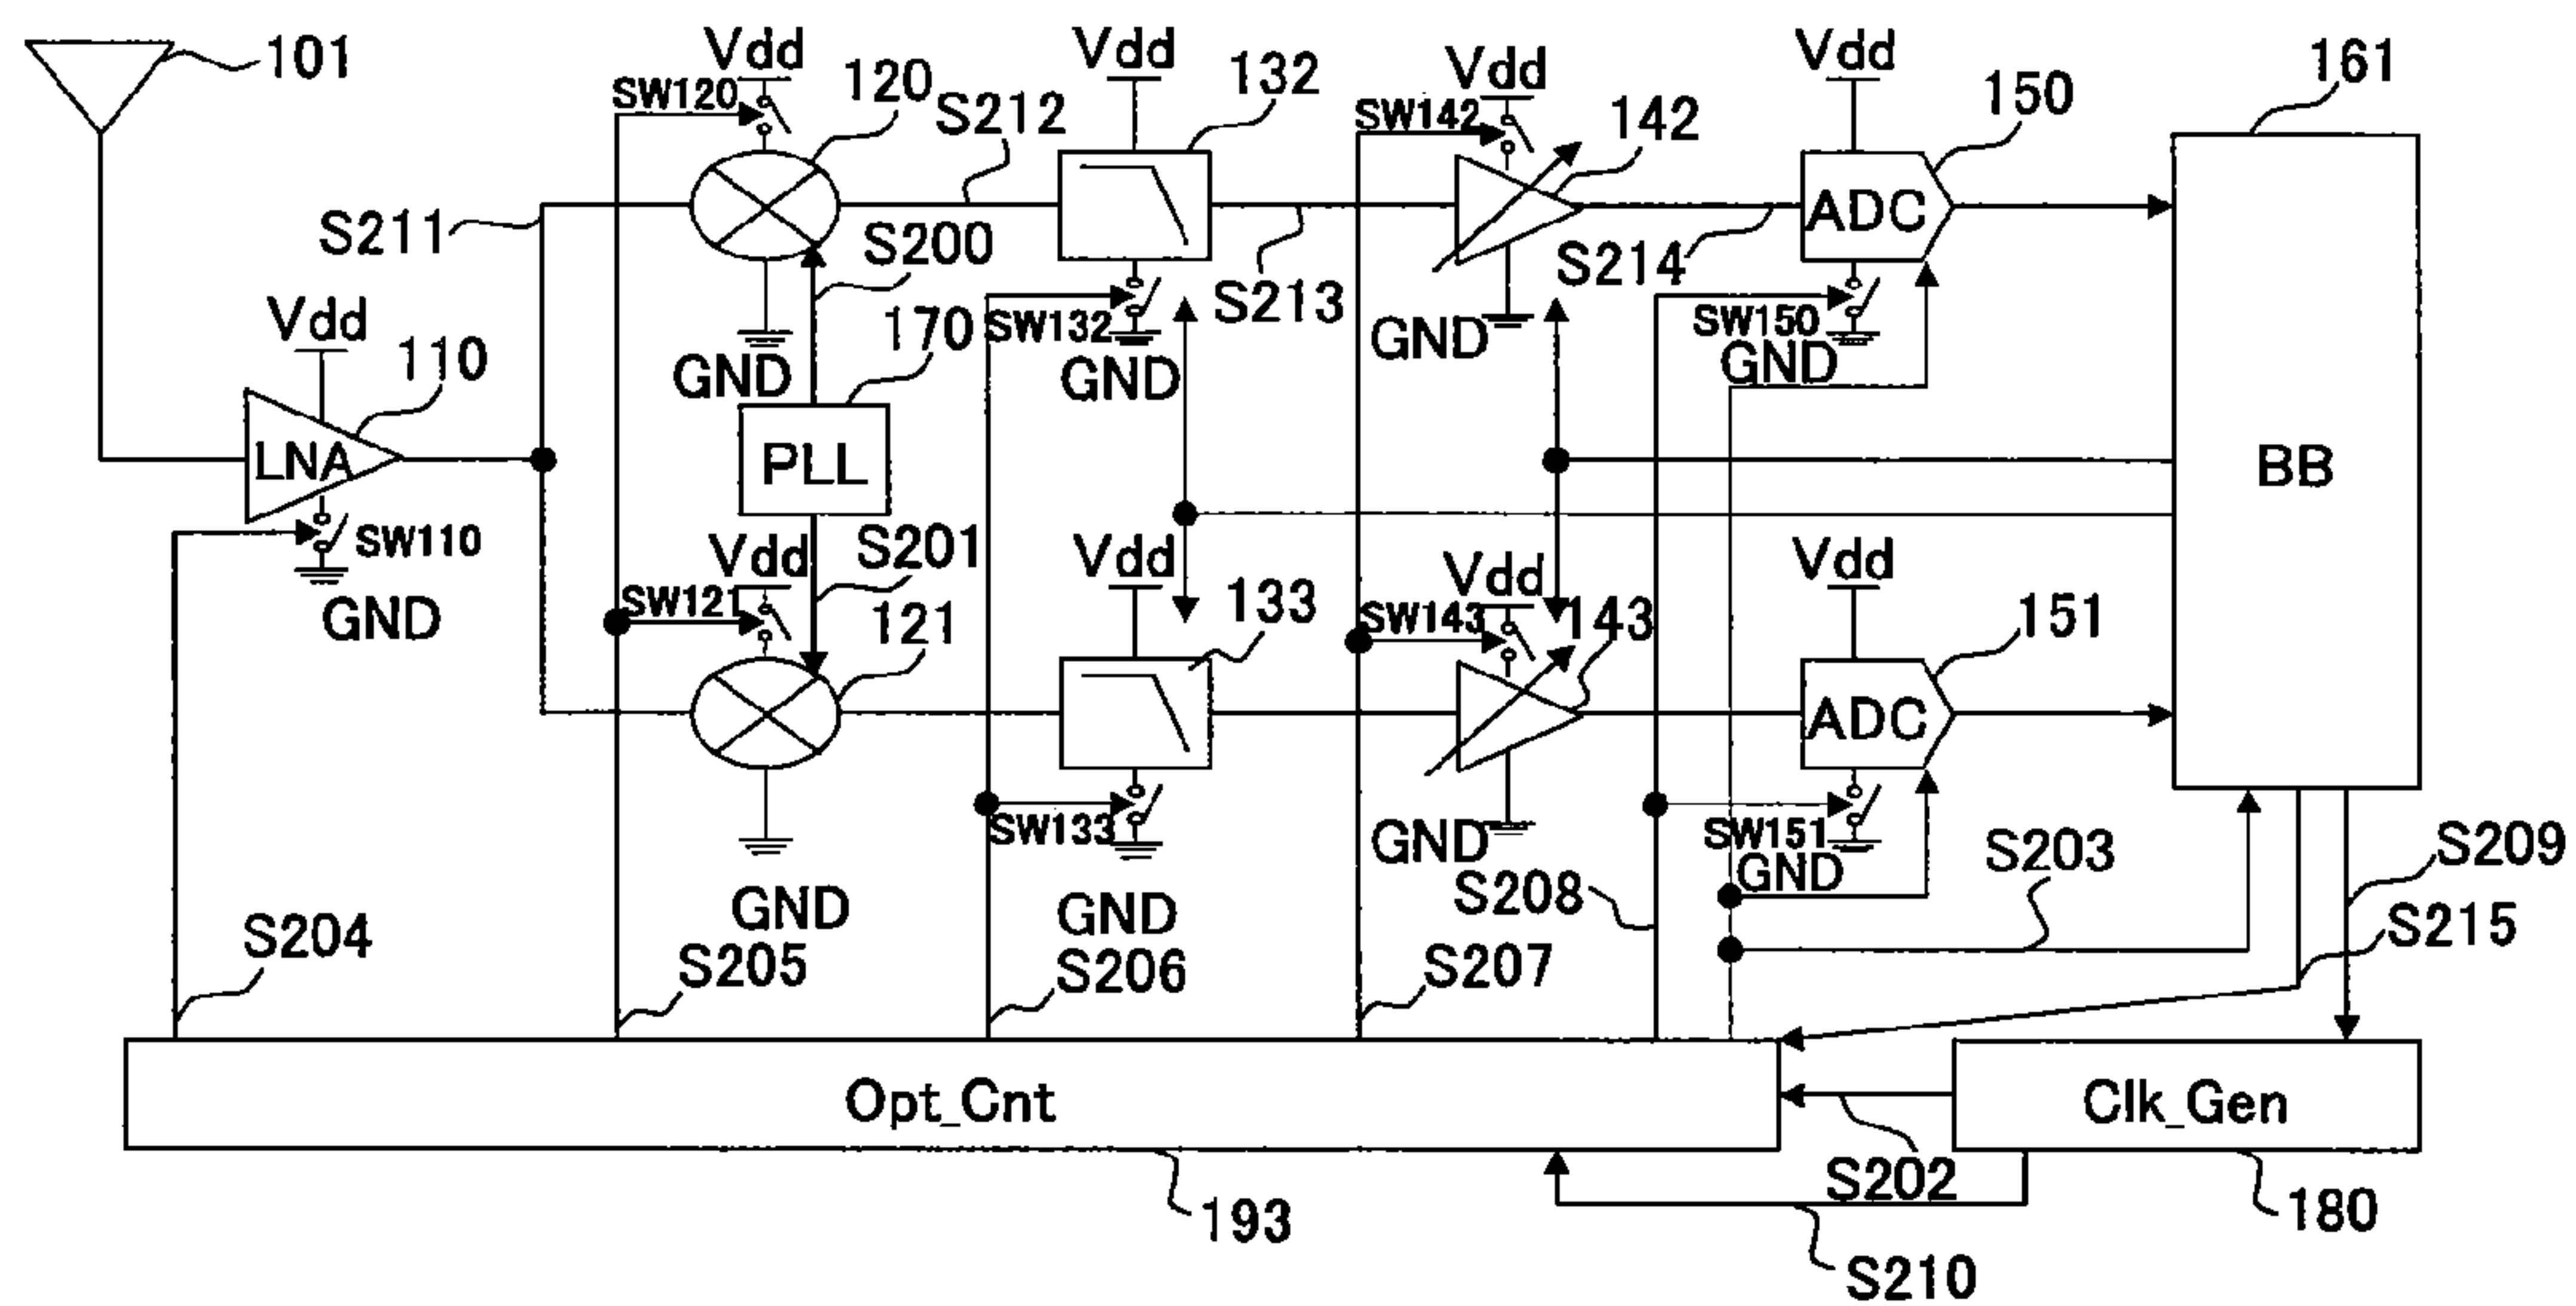 101
Vdd
SW120
120
S212
Vdd
132
Vdd
SW142
142
Vdd
150
161
S211
S200
S213
S214
ADC
Vdd
110
LNA
SW110
GND
GND
170
PLL
SW132
GND
GND
SW150
GND
BB
Vdd
SW121
S201
121
Vdd
133
Vdd
SW143
143
Vdd
151
ADC
GND
SW133
GND
GND
SW151
GND
S208
S203
S209
S215
S204
S205
S206
S207
Opt_Cnt
Clk_Gen
S202
193
180
S210